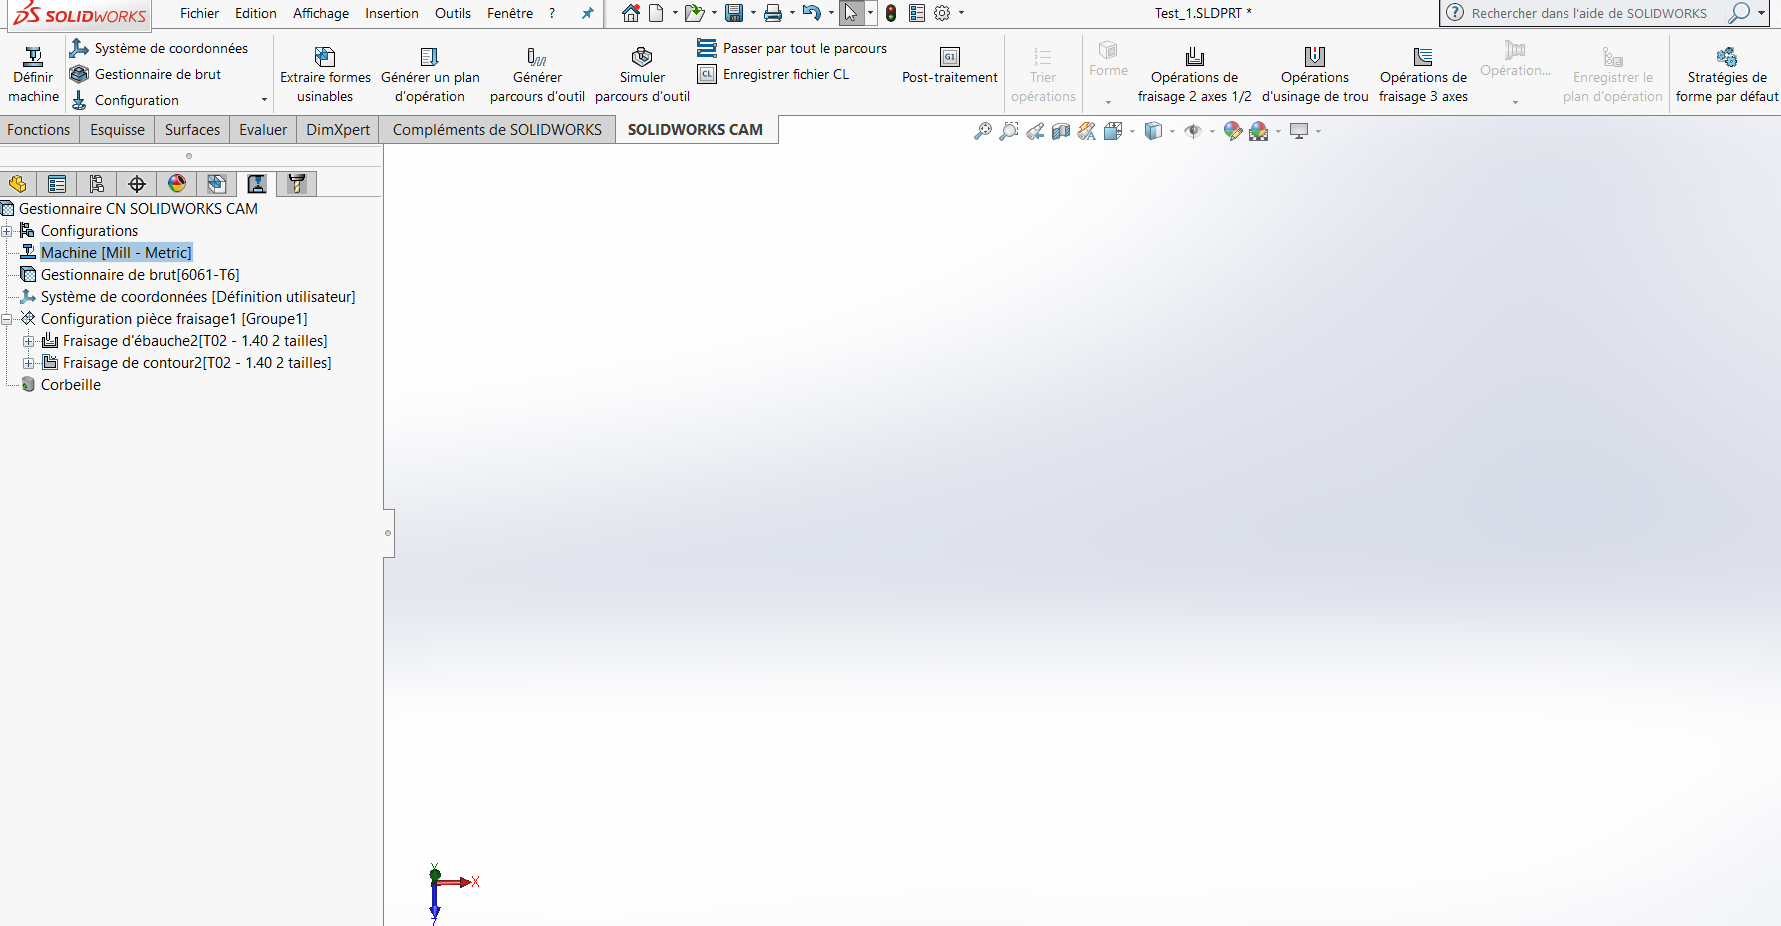 SOLIDWORKS
Fichier Edition Affichage Insertion Outils Fenêtre ?
Test_1.SLDPRT *
Rechercher dans l'aide de SOLIDWORKS
Définir machine
Système de coordonnées
Gestionnaire de brut
Configuration
Extraire formes usinables
Générer un plan d'opération
Générer parcours d'outil
Simuler parcours d'outil
Passer par tout le parcours
CL Enregistrer fichier CL
G1
Post-traitement
Trier opérations
Forme
Opérations de fraisage 2 axes 1/2
Opérations d'usinage de trou
Opérations de fraisage 3 axes
Opération...
Enregistrer le plan d'opération
Stratégies de forme par défaut
Fonctions Esquisse Surfaces Evaluer DimXpert Compléments de SOLIDWORKS SOLIDWORKS CAM
Gestionnaire CN SOLIDWORKS CAM
Configurations
Machine [Mill - Metric]
Gestionnaire de brut[6061-T6]
Système de coordonnées [Définition utilisateur]
Configuration pièce fraisage1 [Groupe1]
Fraisage d'ébauche2[T02 - 1.40 2 tailles]
Fraisage de contour2[T02 - 1.40 2 tailles]
Corbeille
Y
X